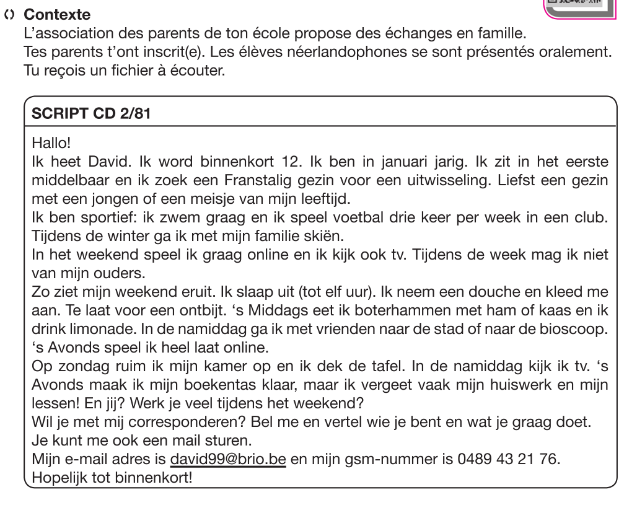 Contexte
L'association des parents de ton école propose des échanges en famille.
Tes parents t'ont inscrit(e). Les élèves néerlandophones se sont présentés oralement.
Tu reçois un fichier à écouter.
SCRIPT CD 2/81
Hallo!
Ik heet David. Ik word binnenkort 12. Ik ben in januari jarig. Ik zit in het eerste
middelbaar en ik zoek een Franstalig gezin voor een uitwisseling. Liefst een gezin
met een jongen of een meisje van mijn leeftijd.
Ik ben sportief: ik zwem graag en ik speel voetbal drie keer per week in een club.
Tijdens de winter ga ik met mijn familie skiën.
In het weekend speel ik graag online en ik kijk ook tv. Tijdens de week mag ik niet
van mijn ouders.
Zo ziet mijn weekend eruit. Ik slaap uit (tot elf uur). Ik neem een douche en kleed me
aan. Te laat voor een ontbijt. 's Middags eet ik boterhammen met ham of kaas en ik
drink limonade. In de namiddag ga ik met vrienden naar de stad of naar de bioscoop.
's Avonds speel ik heel laat online.
Op zondag ruim ik mijn kamer op en ik dek de tafel. In de namiddag kijk ik tv. 's
Avonds maak ik mijn boekentas klaar, maar ik vergeet vaak mijn huiswerk en mijn
lessen! En jij? Werk je veel tijdens het weekend?
Wil je met mij corresponderen? Bel me en vertel wie je bent en wat je graag doet.
Je kunt me ook een mail sturen.
Mijn e-mail adres is david99@brio.be en mijn gsm-nummer is 0489 43 21 76.
Hopelijk tot binnenkort!